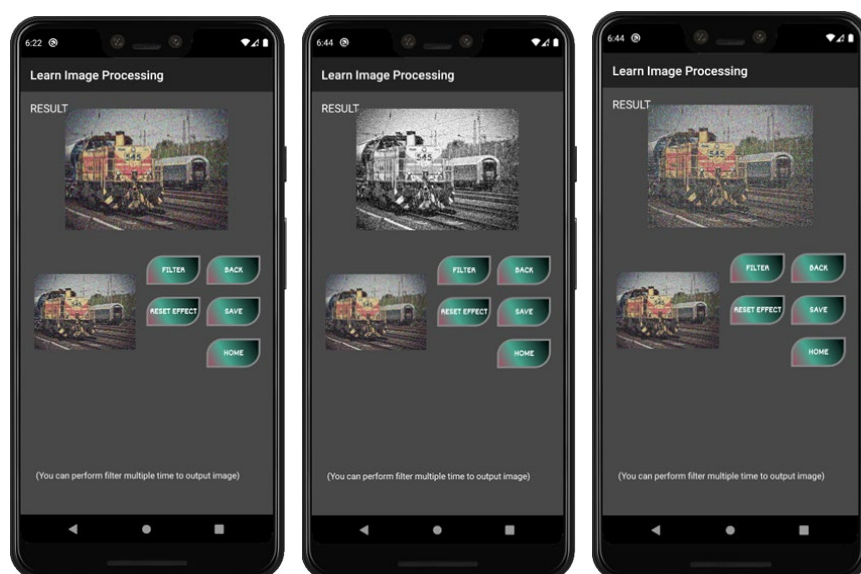 6:22
Learn Image Processing
RESULT
545
FILTER
BACK
RESET EFFECT
SAVE
HOME
(You can perform filter multiple time to output image)
6:44
Learn Image Processing
RESULT
545
FILTER
BACK
RESET EFFECT
SAVE
HOME
(You can perform filter multiple time to output image)
6:44
Learn Image Processing
RESULT
545
FILTER
BACK
RESET EFFECT
SAVE
HOME
(You can perform filter multiple time to output image)